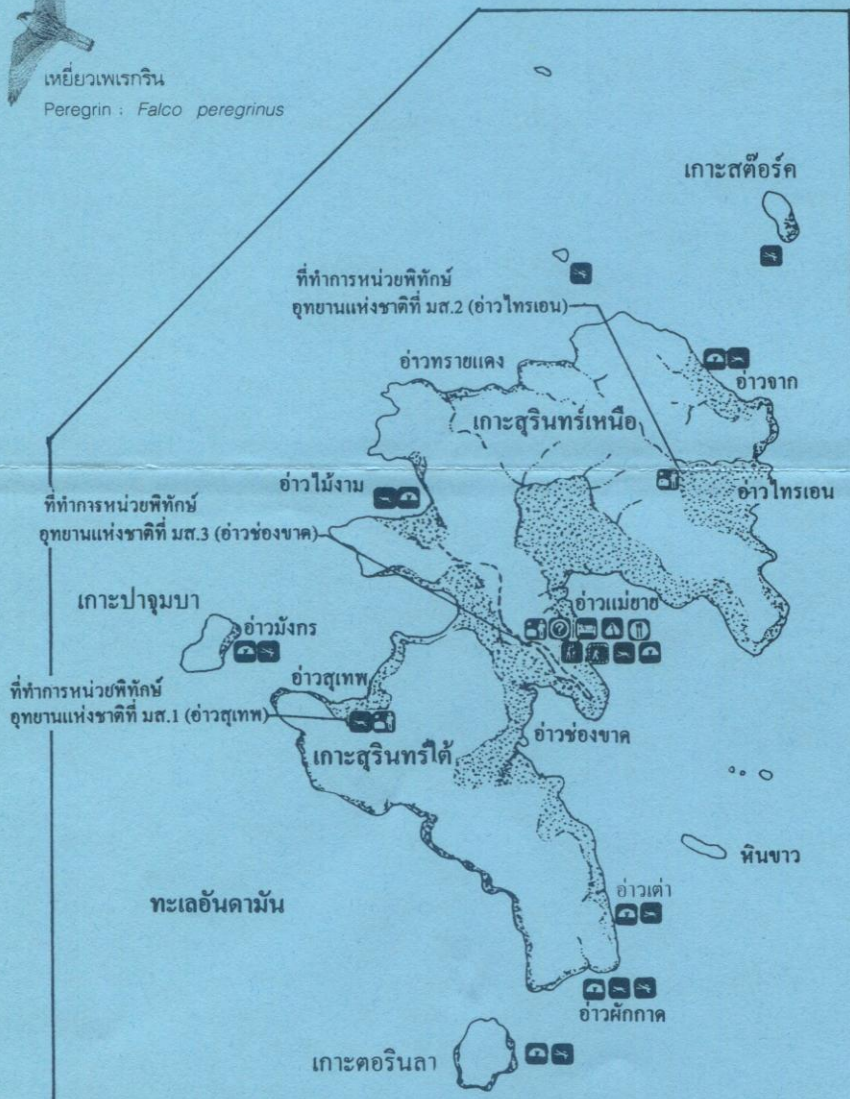 เหยี่ยวเพเรกริน
Peregrin : Falco peregrinus
เกาะสต๊อร์ค
ที่ทำการหน่วยพิทักษ์
อุทยานแห่งชาติที่ มส.2 (อ่าวไทรเอน)
อ่าวทรายแดง
อ่าวจาก
เกาะสุรินทร์เหนือ
อ่าวไม้งาม
อ่าวไทรเอน
ที่ทำการหน่วยพิทักษ์
อุทยานแห่งชาติที่ มส.3 (อ่าวช่องขาด)
เกาะปาจุมบา
อ่าวแม่ยาย
อ่าวมังกร
อ่าวสุเทพ
ที่ทำการหน่วยพิทักษ์
อุทยานแห่งชาติที่ มส.1 (อ่าวสุเทพ)
อ่าวช่องขาด
เกาะสุรินทร์ใต้
หินขาว
อ่าวเต่า
ทะเลอันดามัน
อ่าวผักกาด
เกาะตอรินลา